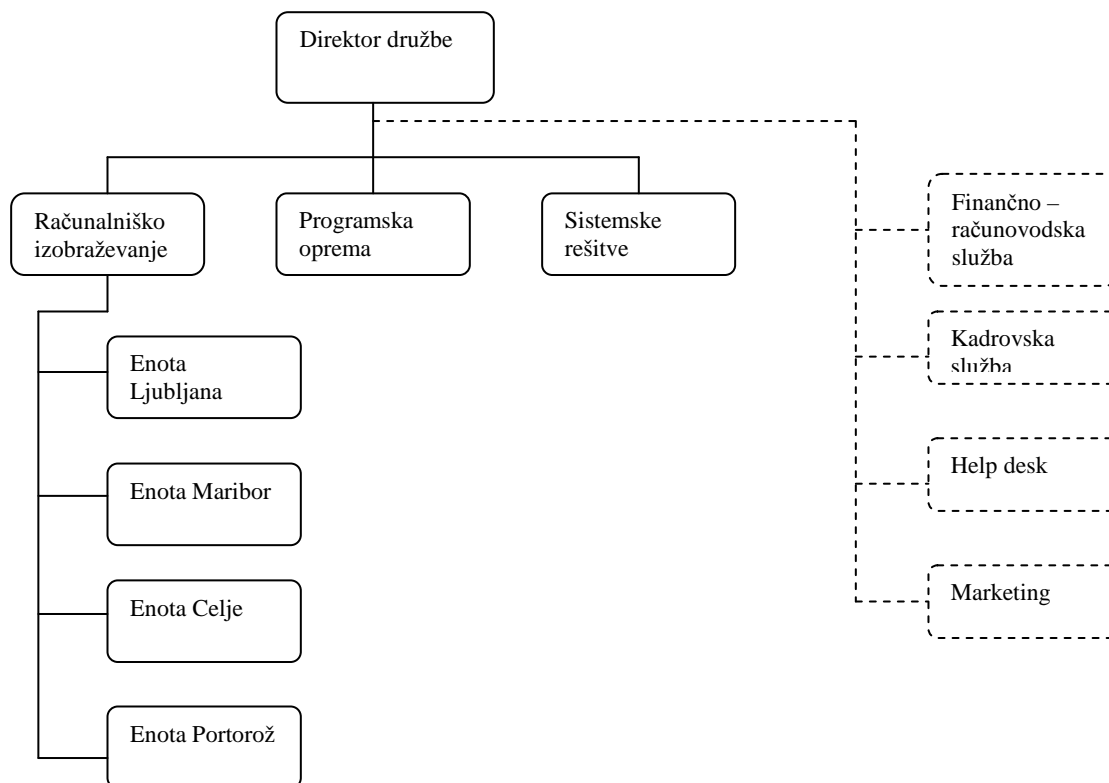 Direktor družbe
Računalniško
izobraževanje
Programska
oprema
Sistemske
rešitve
Finančno –
računovodska
služba
Kadrovska
služba
Help desk
Marketing
Enota
Ljubljana
Enota Maribor
Enota Celje
Enota Portorož